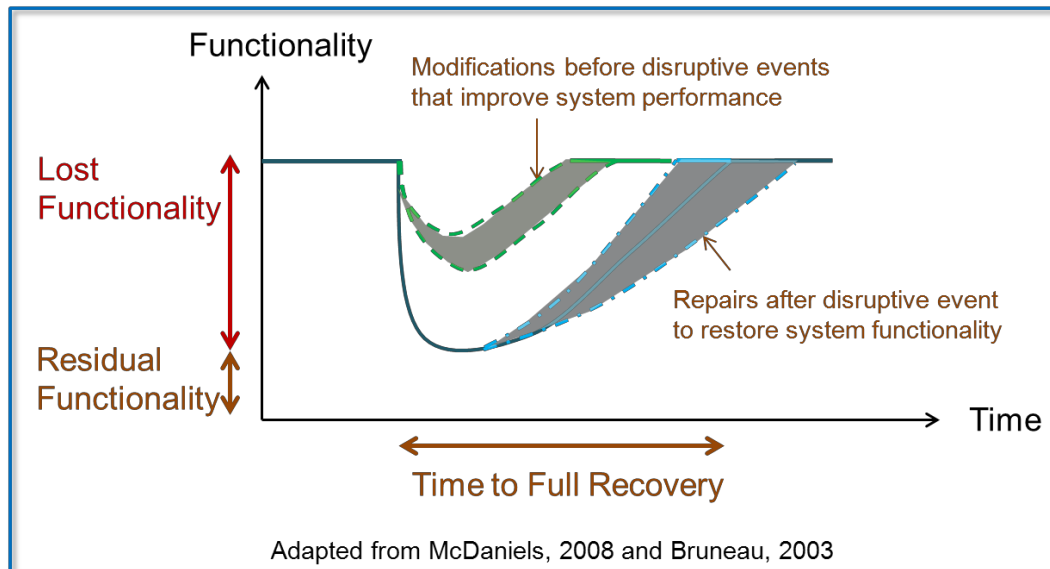 Functionality
Modifications before disruptive events
that improve system performance
Lost
Functionality
Repairs after disruptive event
to restore system functionality
Residual
Functionality
Time
Time to Full Recovery
Adapted from McDaniels, 2008 and Bruneau, 2003